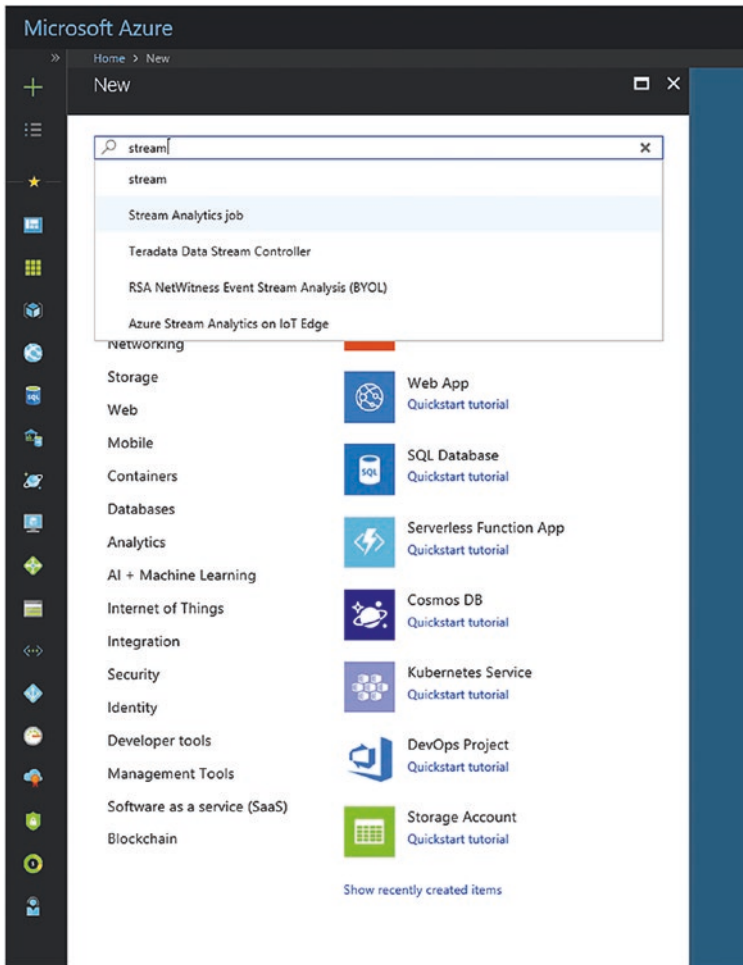 Microsoft Azure
Home > New
New
stream
stream
Stream Analytics job
Teradata Data Stream Controller
RSA NetWitness Event Stream Analysis (BYOL)
Azure Stream Analytics on IoT Edge
Networking
Storage
Web
Mobile
Containers
Databases
Analytics
AI + Machine Learning
Internet of Things
Integration
Security
Identity
Developer tools
Management Tools
Software as a service (SaaS)
Blockchain
Web App
Quickstart tutorial
SQL Database
Quickstart tutorial
Serverless Function App
Quickstart tutorial
Cosmos DB
Quickstart tutorial
Kubernetes Service
Quickstart tutorial
DevOps Project
Quickstart tutorial
Storage Account
Quickstart tutorial
Show recently created items
SQL
SQL